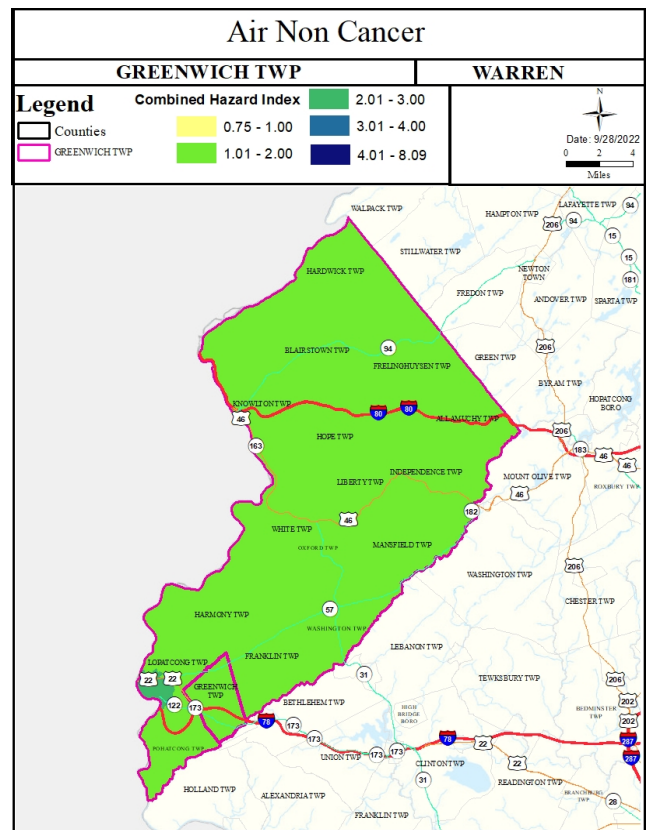 Air Non Cancer
GREENWICH TWP
WARREN
Legend
Counties
GREENWICH TWP
Combined Hazard Index
0.75 - 1.00
1.01 - 2.00
2.01 - 3.00
3.01 - 4.00
4.01 - 8.09
N
Date: 9/28/2022
0 2 4
Miles
WALPACK TWP
HAMPTON TWP
LAFAYETTE TWP
94
206
94
15
STILLWATER TWP
15
HARDWICK TWP
NEWTON
TOWN
181
FREDON TWP
ANDOVER TWP
SPARTA TWP
BLAIRSTOWN TWP
94
206
GREEN TWP
FRELINGHUYSEN TWP
BYRAM TWP
HOPATCONG
BORO
KNOWLTON TWP
80
80
46
ALLAMUCHY TWP
206
HOPE TWP
163
183
46
46
INDEPENDENCE TWP
LIBERTY TWP
MOUNT OLIVE TWP
ROXBURY TWP
46
182
46
WHITE TWP
OXFORD TWP
MANSFIELD TWP
206
WASHINGTON TWP
CHESTER TWP
57
HARMONY TWP
WASHINGTON TWP
LEBANON TWP
FRANKLIN TWP
LOPATCONG TWP
31
TEWKSBURY TWP
22
22
206
GREENWICH
TWP
BETHLEHEM TWP
202
122
173
HIGH
BRIDGE
BORO
BEDMINSTER
TWP
78
173
202
173
78
22
287
POHATCONG TWP
173
173
UNION TWP
CLINTON TWP
22
287
31
READINGTON TWP
HOLLAND TWP
ALEXANDRIA TWP
BRANCHBURG
TWP
28
FRANKLIN TWP